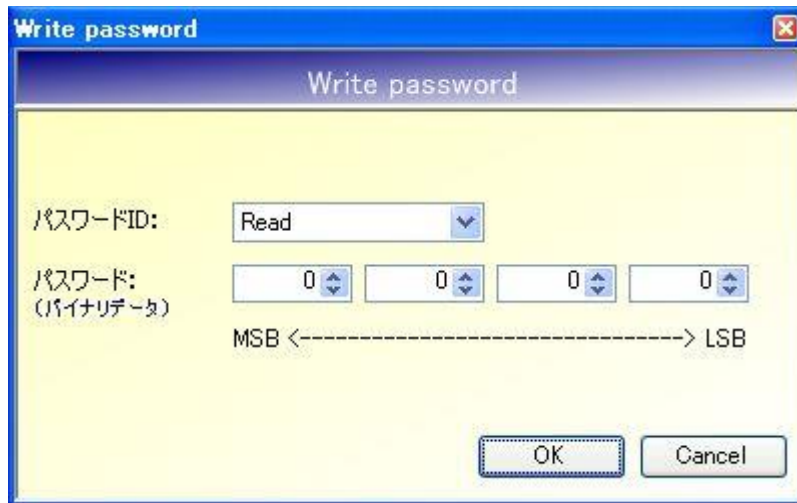 Write password
Write password
パスワードID: Read
パスワード: 0 0 0 0
(バイナリデータ)
MSB <--------------------------------> LSB
OK Cancel